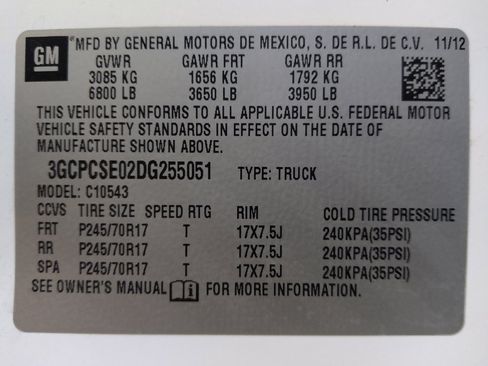 GM MFD BY GENERAL MOTORS DE MEXICO, S. DE R.L. DE C.V. 11/12
GVWR GAWR FRT GAWR RR
3085 KG 1656 KG 1792 KG
6800 LB 3650 LB 3950 LB
THIS VEHICLE CONFORMS TO ALL APPLICABLE U.S. FEDERAL MOTOR
VEHICLE SAFETY STANDARDS IN EFFECT ON THE DATE OF
MANUFACTURE SHOWN ABOVE.
3GCPCSE02DG255051 TYPE: TRUCK
MODEL: C10543
CCVS TIRE SIZE SPEED RTG RIM COLD TIRE PRESSURE
FRT P245/70R17 T 17X7.5J 240KPA(35PSI)
RR P245/70R17 T 17X7.5J 240KPA(35PSI)
SPA P245/70R17 T 17X7.5J 240KPA(35PSI)
SEE OWNER'S MANUAL i FOR MORE INFORMATION.